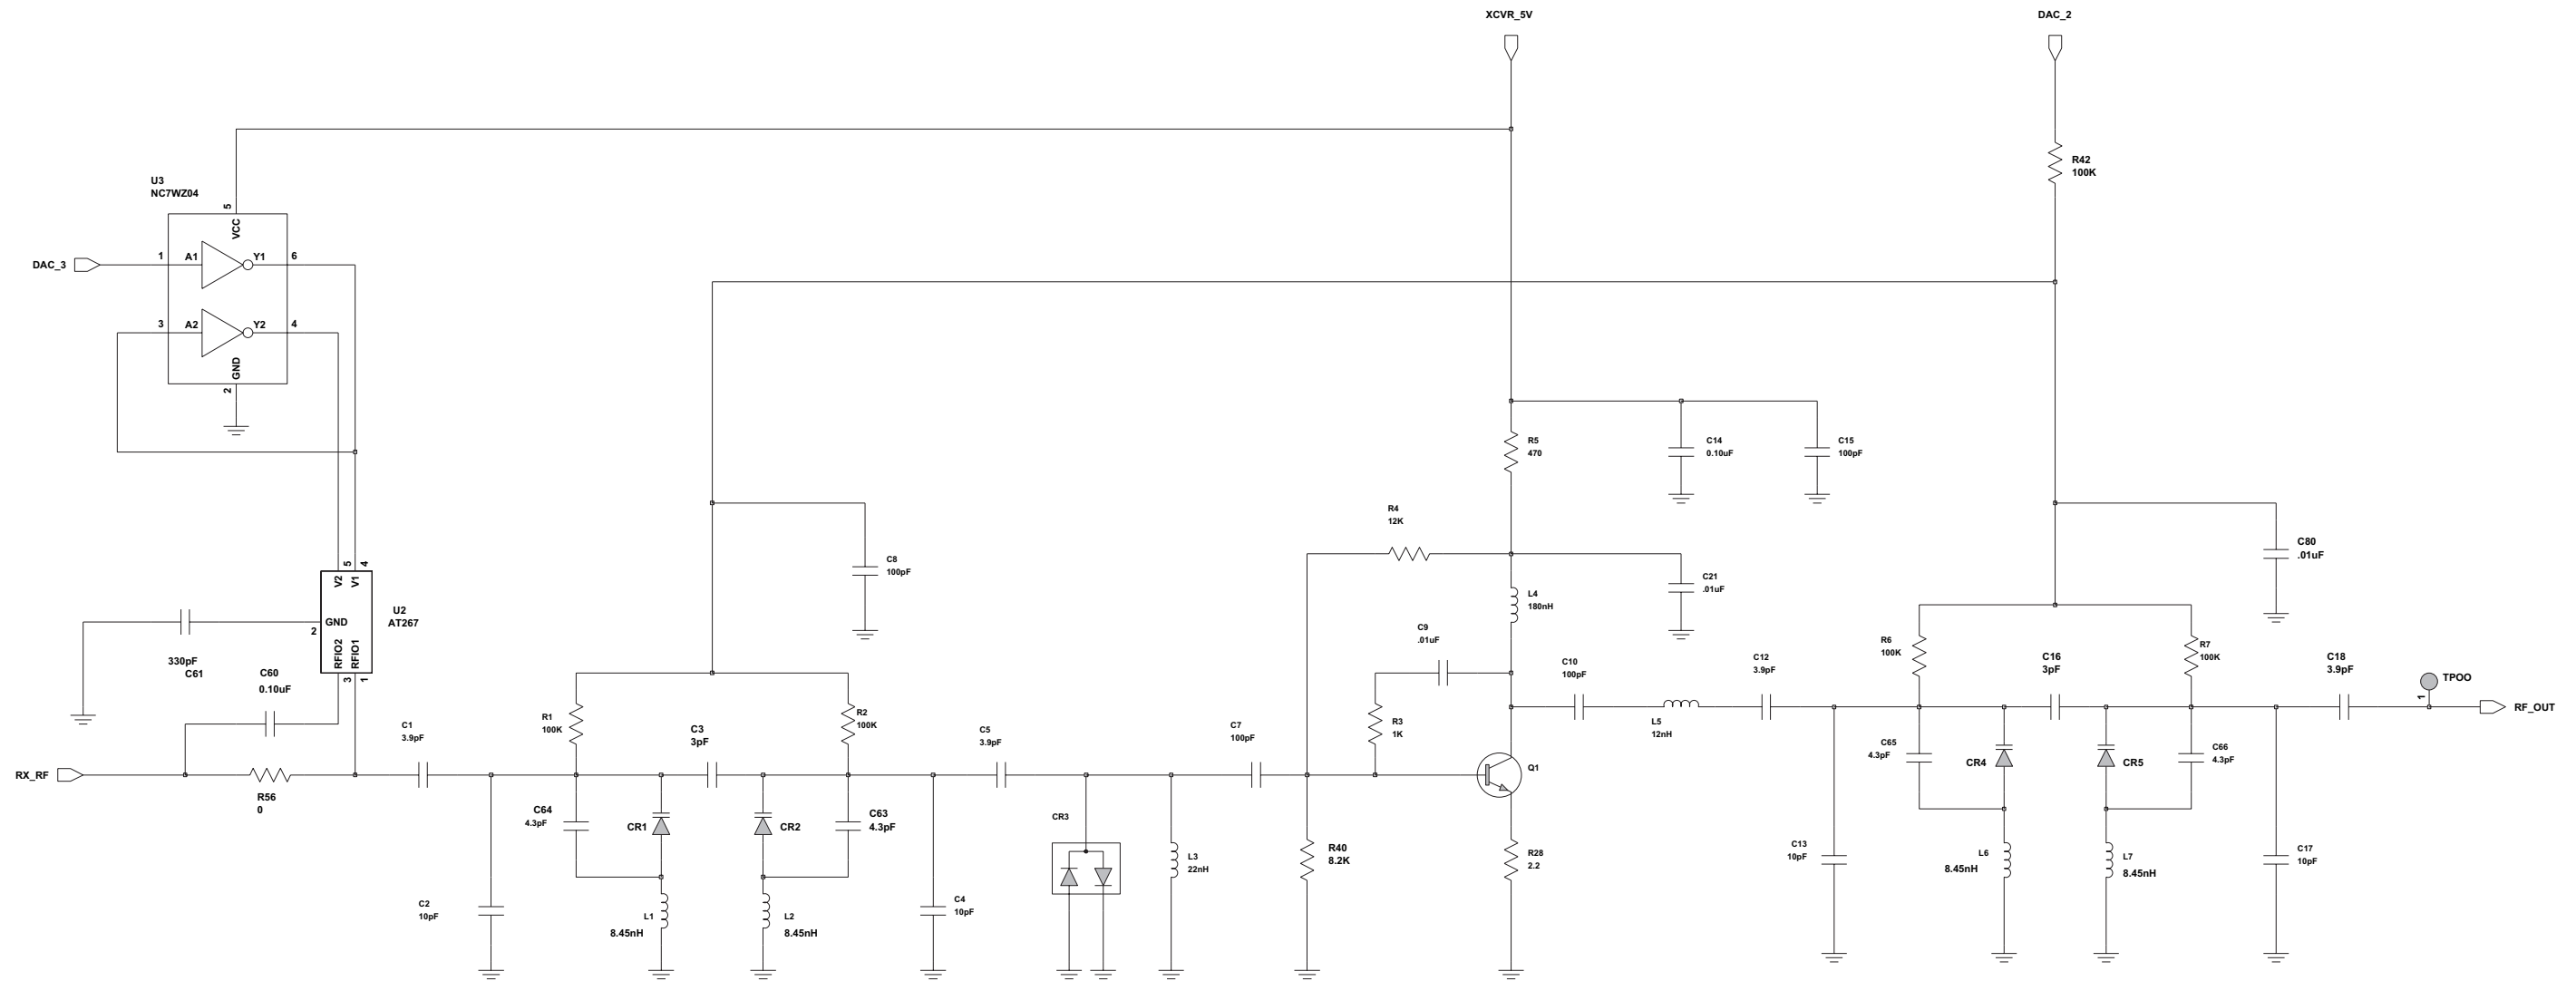 XCVR_5V
DAC_2
R42
100K
U3
NC7WZ04
5
VCC
DAC_3
1
A1
Y1
6
3
A2
Y2
4
GND
2
R5
470
C14
0.10uF
C15
100pF
R4
12K
C8
100pF
C80
.01uF
C21
.01uF
L4
180nH
V2
5
V1
4
U2
AT267
GND
2
RFIO2
RFIO1
3
1
330pF
C61
C60
0.10uF
C9
.01uF
R6
100K
R7
100K
C16
3pF
C18
3.9pF
TPOO
1
RF_OUT
C10
100pF
C12
3.9pF
L5
12nH
R1
100K
R2
100K
C1
3.9pF
C3
3pF
C5
3.9pF
C7
100pF
R3
1K
RX_RF
R56
0
Q1
C65
4.3pF
CR4
CR5
C66
4.3pF
C64
4.3pF
CR1
CR2
C63
4.3pF
CR3
L3
22nH
R40
8.2K
R28
2.2
C13
10pF
L6
8.45nH
L7
8.45nH
C17
10pF
C2
10pF
L1
8.45nH
L2
8.45nH
C4
10pF